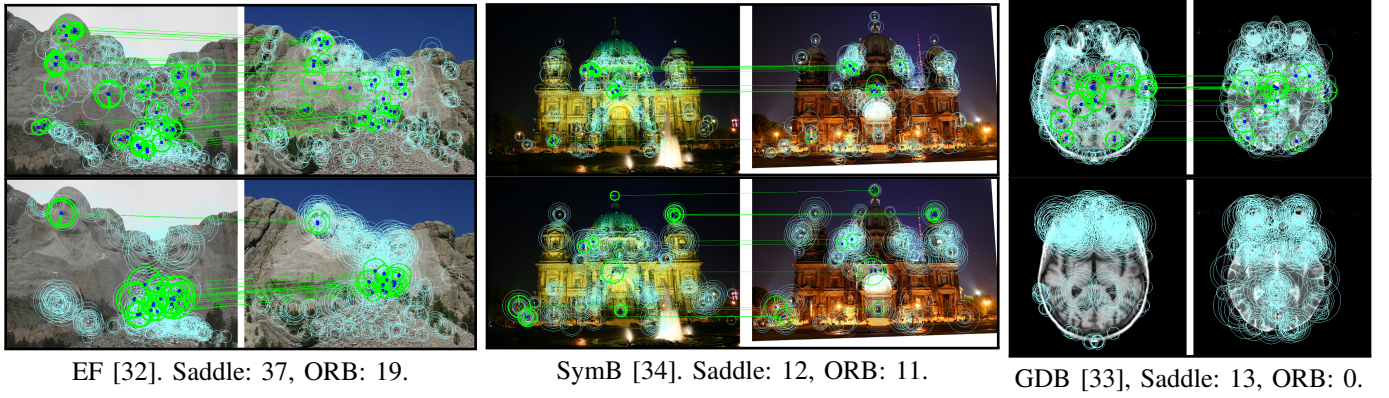 EF [32]. Saddle: 37, ORB: 19.
SymB [34]. Saddle: 12, ORB: 11.
GDB [33], Saddle: 13, ORB: 0.